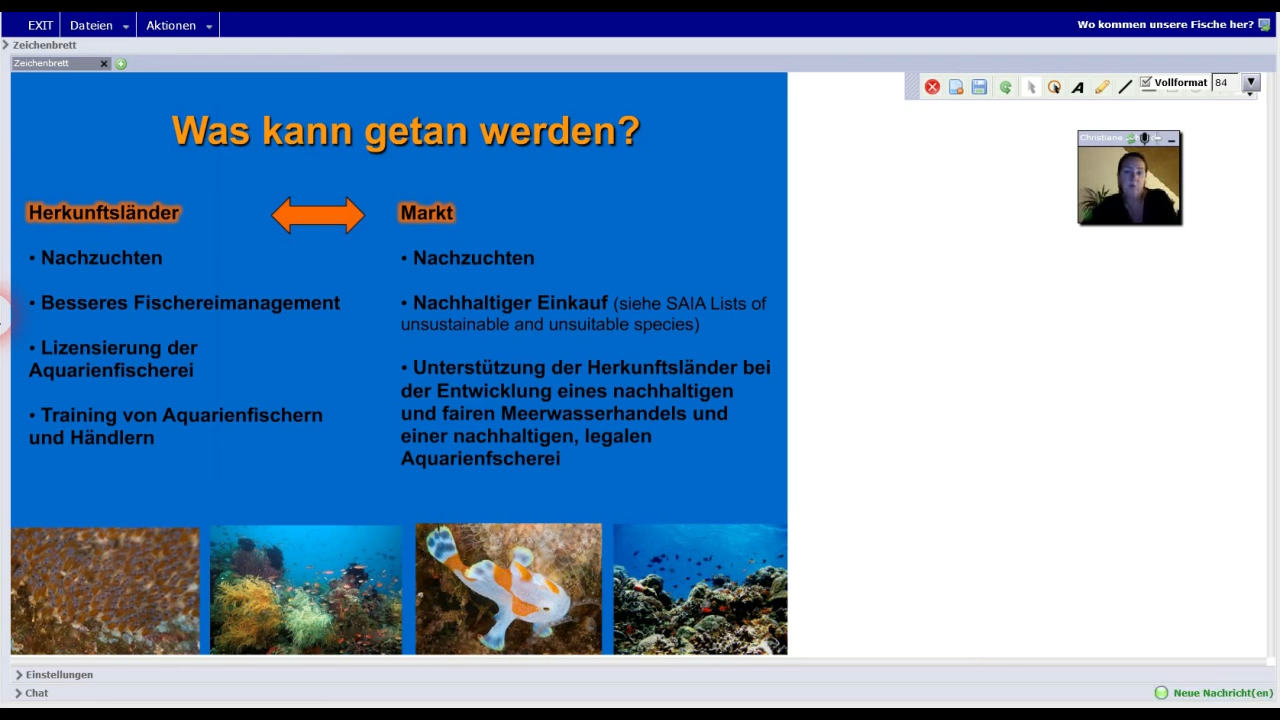 EXIT Dateien Aktionen
Wo kommen unsere Fische her?
Zeichenbrett
Zeichenbrett
Vollformat 84
Christiane
Was kann getan werden?
Herkunftsländer
• Nachzuchten
• Besseres Fischereimanagement
• Lizensierung der
Aquarienfischerei
• Training von Aquarienfischern
und Händlern
Markt
• Nachzuchten
• Nachhaltiger Einkauf (siehe SAIA Lists of
unsustainable and unsuitable species)
• Unterstützung der Herkunftsländer bei
der Entwicklung eines nachhaltigen
und fairen Meerwasserhandels und
einer nachhaltigen, legalen
Aquarienfscherei
Einstellungen
Chat
Neue Nachricht(en)